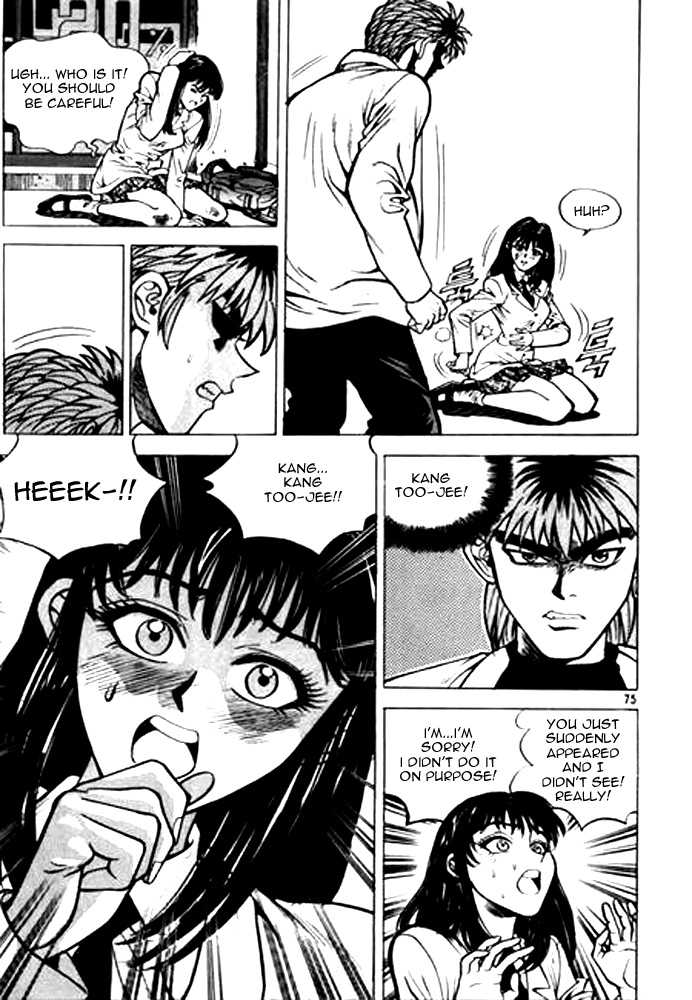 UGH... WHO IS IT!
YOU SHOULD
BE CAREFUL!
HUH?
HEEEK-!!
KANG...
KANG
TOO-JEE!!
KANG
TOO-JEE!
75
I'M...I'M
SORRY!
I DIDN'T DO IT
ON PURPOSE!
YOU JUST
SUDDENLY
APPEARED
AND I
DIDN'T SEE!
REALLY!